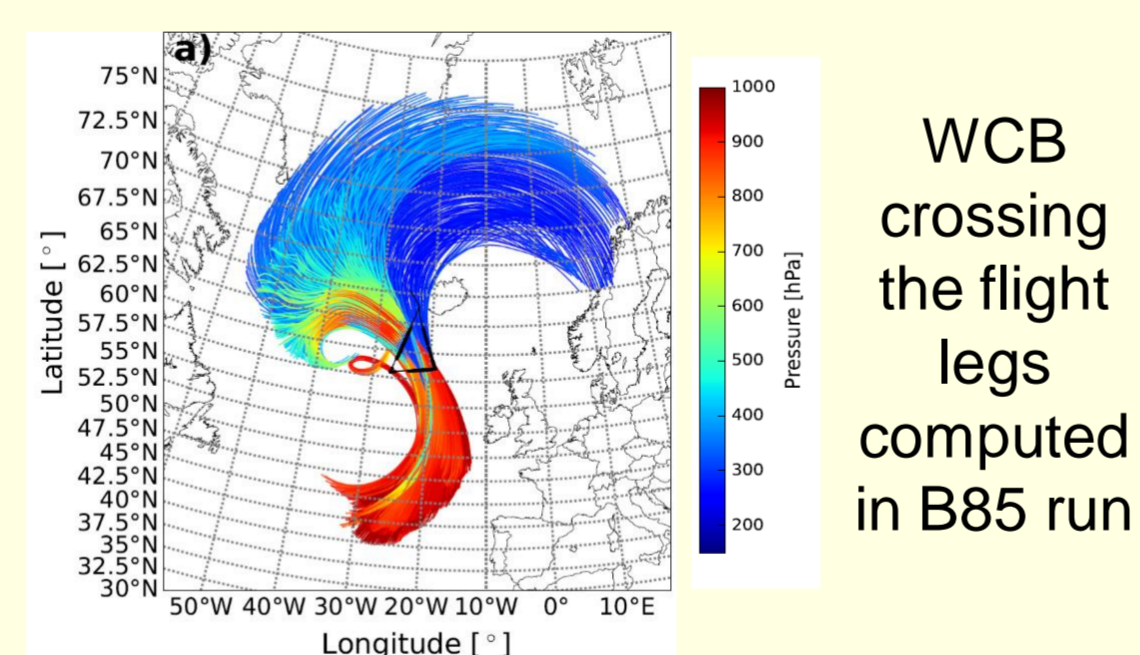 a)
75°N
72.5°N
70°N
67.5°N
65°N
62.5°N
60°N
57.5°N
55°N
52.5°N
50°N
47.5°N
45°N
42.5°N
40°N
37.5°N
35°N
32.5°N
30°N
Latitude [°]
50°W 40°W 30°W 20°W 10°W 0° 10°E
Longitude [°]
1000
900
800
700
600
500
400
300
200
Pressure [hPa]
WCB
crossing
the flight
legs
computed
in B85 run